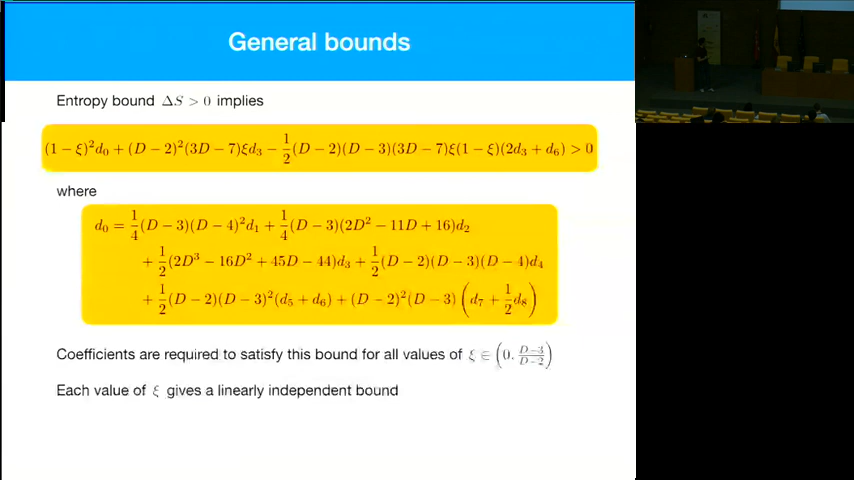 General bounds
Entropy bound ΔS > 0 implies
(1 − ξ)²d₀ + (D − 2)²(3D − 7)ξd₃ − 1/2(D − 2)(D − 3)(3D − 7)ξ(1 − ξ)(2d₃ + d₆) > 0
where
d₀ = 1/4(D − 3)(D − 4)²d₁ + 1/4(D − 3)(2D² − 11D + 16)d₂
+ 1/2(2D³ − 16D² + 45D − 44)d₃ + 1/2(D − 2)(D − 3)(D − 4)d₄
+ 1/2(D − 2)(D − 3)²(d₅ + d₆) + (D − 2)²(D − 3)(d₇ + 1/2d₈)
Coefficients are required to satisfy this bound for all values of ξ ∈ (0. D−3/D−2)
Each value of ξ gives a linearly independent bound